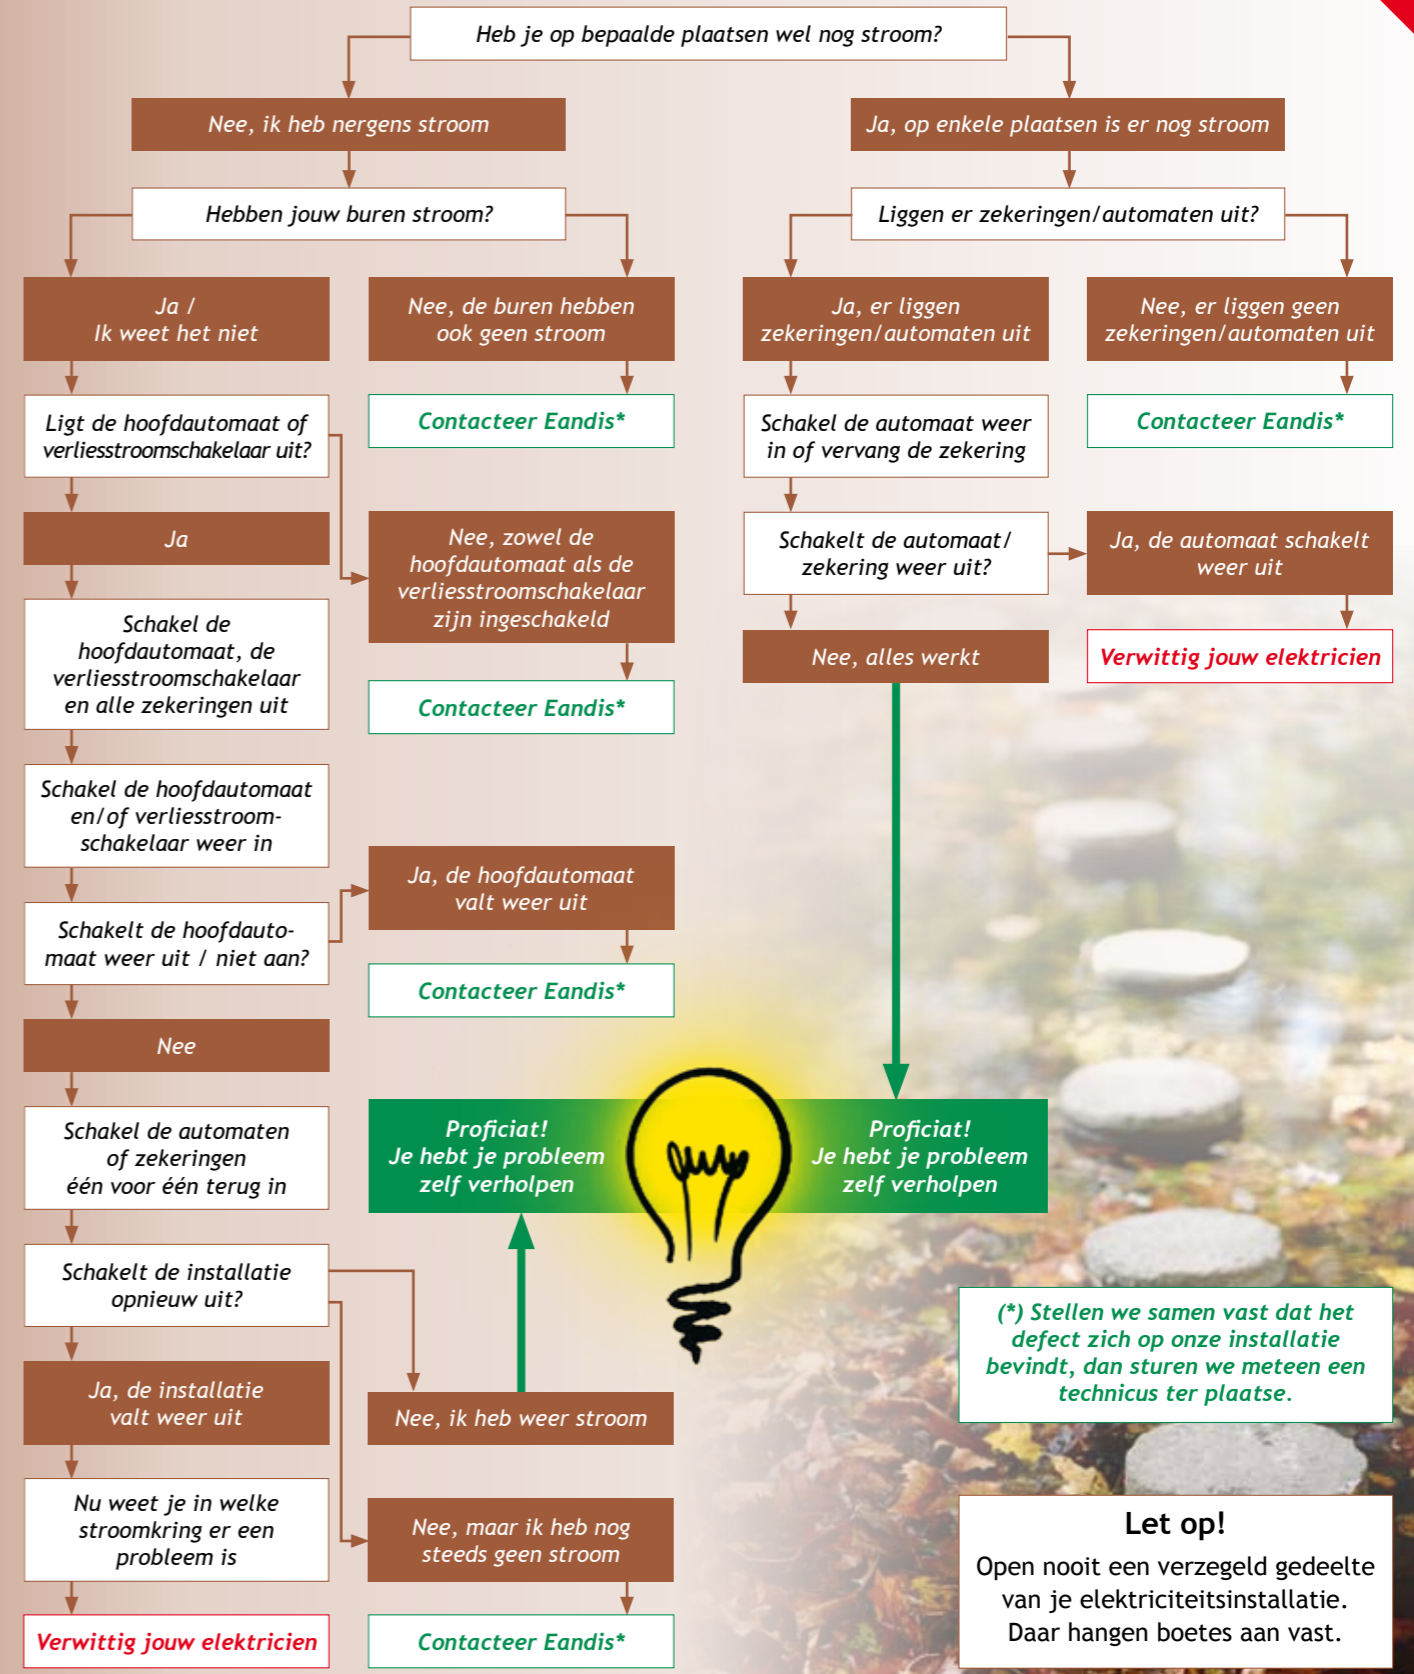 Heb je op bepaalde plaatsen wel nog stroom?
Nee, ik heb nergens stroom
Ja, op enkele plaatsen is er nog stroom
Hebben jouw buren stroom?
Liggen er zekeringen/automaten uit?
Ja /
Ik weet het niet
Nee, de buren hebben
ook geen stroom
Ja, er liggen
zekeringen/automaten uit
Nee, er liggen geen
zekeringen/automaten uit
Ligt de hoofdautomaat of
verliesstroomschakelaar uit?
Contacteer Eandis*
Schakel de automaat weer
in of vervang de zekering
Contacteer Eandis*
Ja
Nee, zowel de
hoofdautomaat als de
verliesstroomschakelaar
zijn ingeschakeld
Schakelt de automaat/
zekering weer uit?
Ja, de automaat schakelt
weer uit
Schakel de
hoofdautomaat, de
verliesstroomschakelaar
en alle zekeringen uit
Contacteer Eandis*
Nee, alles werkt
Verwittig jouw elektricien
Schakel de hoofdautomaat
en/of verliesstroom-
schakelaar weer in
Ja, de hoofdautomaat
valt weer uit
Schakelt de hoofdauto-
maat weer uit / niet aan?
Contacteer Eandis*
Nee
Schakel de automaten
of zekeringen
één voor één terug in
Proficiat!
Je hebt je probleem
zelf verholpen
Proficiat!
Je hebt je probleem
zelf verholpen
Schakelt de installatie
opnieuw uit?
Ja, de installatie
valt weer uit
Nee, ik heb weer stroom
(*) Stellen we samen vast dat het
defect zich op onze installatie
bevindt, dan sturen we meteen een
technicus ter plaatse.
Nu weet je in welke
stroomkring er een
probleem is
Nee, maar ik heb nog
steeds geen stroom
Verwittig jouw elektricien
Contacteer Eandis*
Let op!
Open nooit een verzegeld gedeelte
van je elektriciteitsinstallatie.
Daar hangen boetes aan vast.